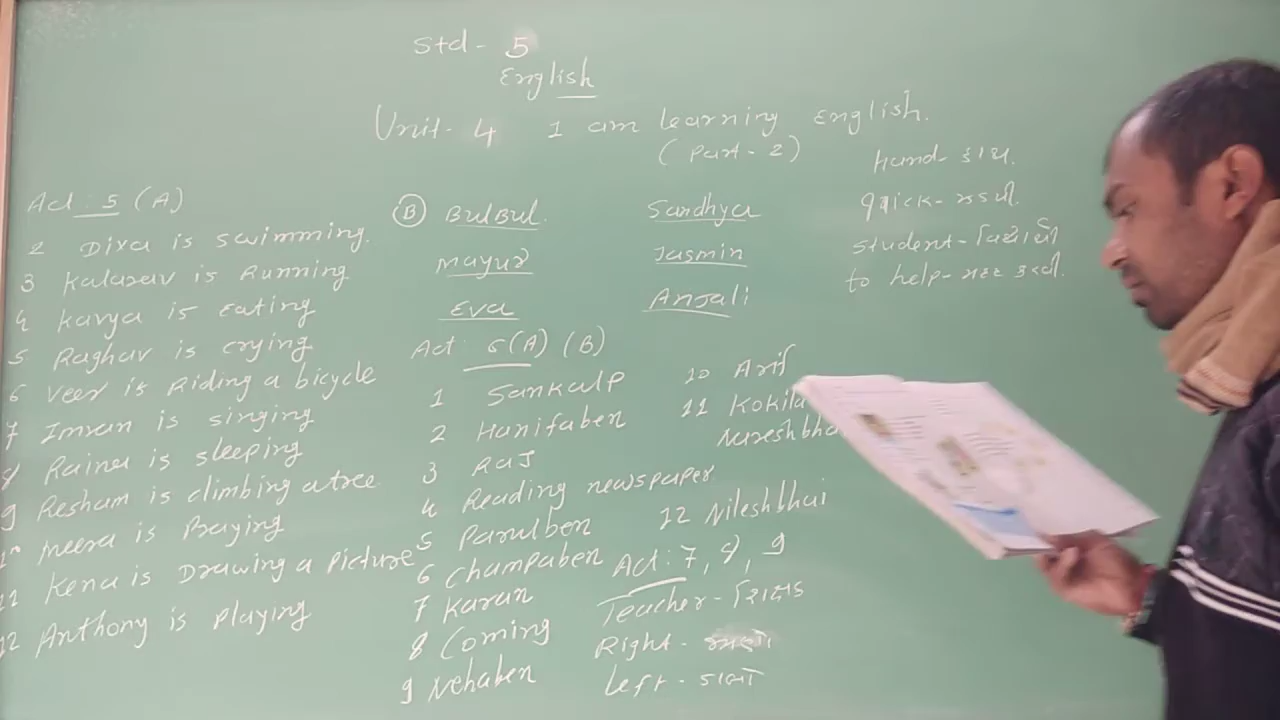 Std - 5
English
Unit - 4 I am learning English.
(Part - 2)
Act : 5 (A)
2 Diya is swimming.
3 Kalarav is Running
4 Kavya is eating
5 Raghav is crying
6 Veer is Riding a bicycle
7 Imran is singing
8 Raina is sleeping
9 Resham is climbing a tree
10 Meera is Praying
11 Kena is Drawing a picture
12 Anthony is playing
(B) BulBul.
Mayur
Eva
Sandhya
Jasmin
Anjali
Act : 6(A) (B)
1 Sankalp
2 Hanifaben
3 Raj
4 Reading newspaper
5 Parulben
6 Champaben
7 Karan
8 Coming
9 Nehaben
10 Arif
11 Kokila
12 Nileshbhai
Act : 7, 8, 9
Teacher - શિક્ષક
Right -
Left - ડાબો
hand - હાથ.
quick - જલ્દી.
student - વિદ્યાર્થી
to help - મદદ કરવી.